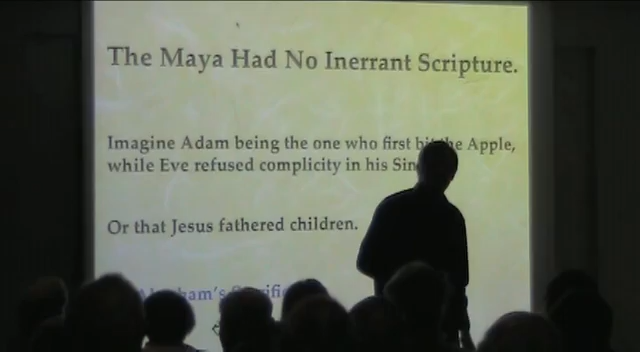 The Maya Had No Inerrant Scripture.
Imagine Adam being the one who first bit the Apple,
while Eve refused complicity in his Sin
Or that Jesus fathered children.